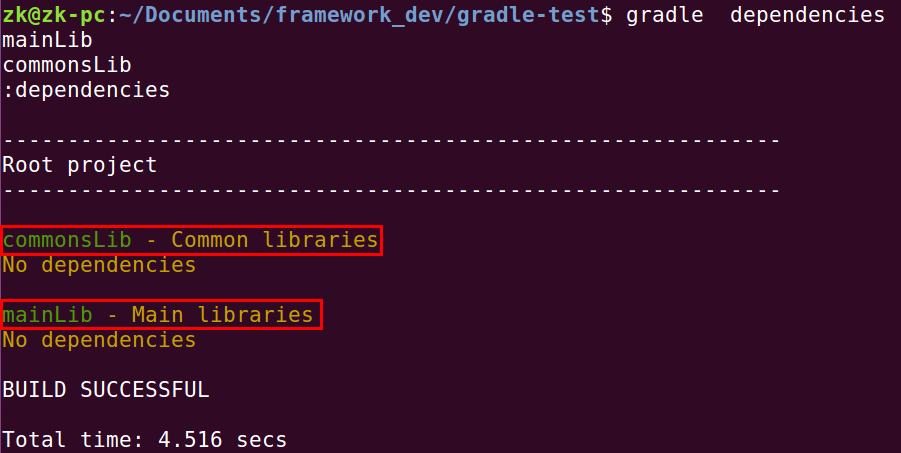 zk@zk-pc:~/Documents/framework_dev/gradle-test$ gradle  dependencies
mainLib
commonsLib
:dependencies
------------------------------------------------------------
Root project
------------------------------------------------------------
commonsLib - Common libraries
No dependencies
mainLib - Main libraries
No dependencies
BUILD SUCCESSFUL
Total time: 4.516 secs